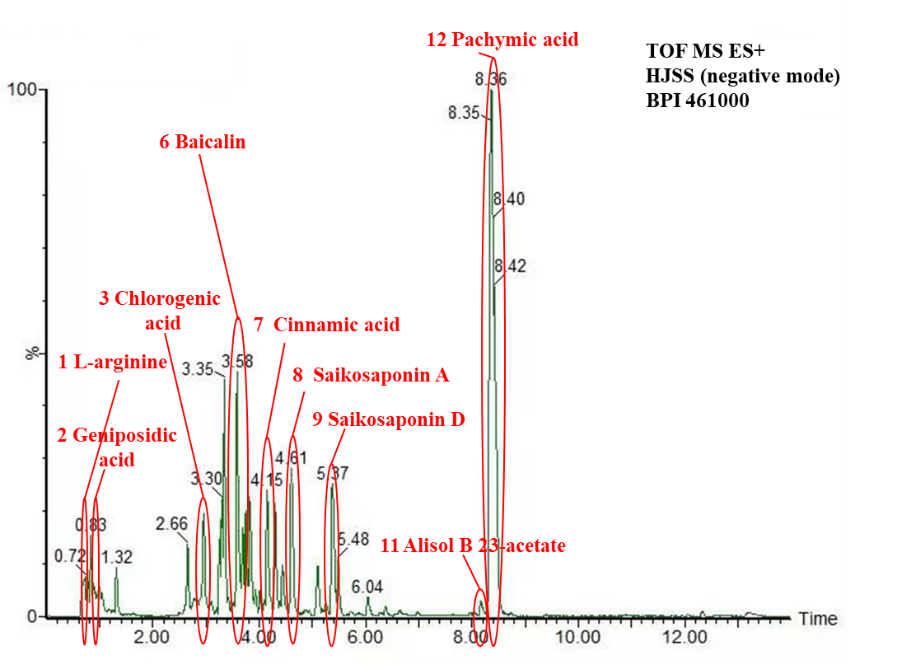 12 Pachymic acid
TOF MS ES+
HJSS (negative mode)
BPI 461000
100
8.36
8.35
6 Baicalin
8.40
8.42
3 Chlorogenic
acid
7 Cinnamic acid
%
1 L-arginine
3.35
3.58
8 Saikosaponin A
9 Saikosaponin D
2 Geniposidic
acid
4.61
4.15
5.37
3.30
0.83
2.66
5.48
11 Alisol B 23-acetate
0.72
1.32
6.04
0
Time
2.00
4.00
6.00
8.00
10.00
12.00